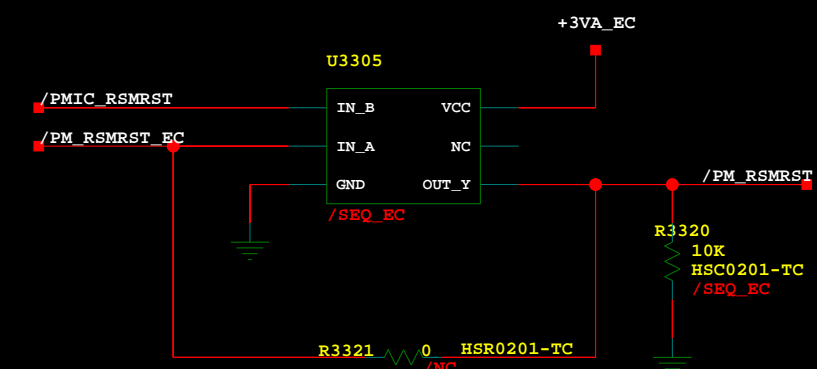 +3VA_EC
U3305
/PMIC_RSMRST
IN_B VCC
/PM_RSMRST_EC
IN_A NC
GND OUT_Y
/PM_RSMRST
/SEQ_EC
R3320
10K
HSC0201-TC
/SEQ_EC
R3321 0 HSR0201-TC
/NC